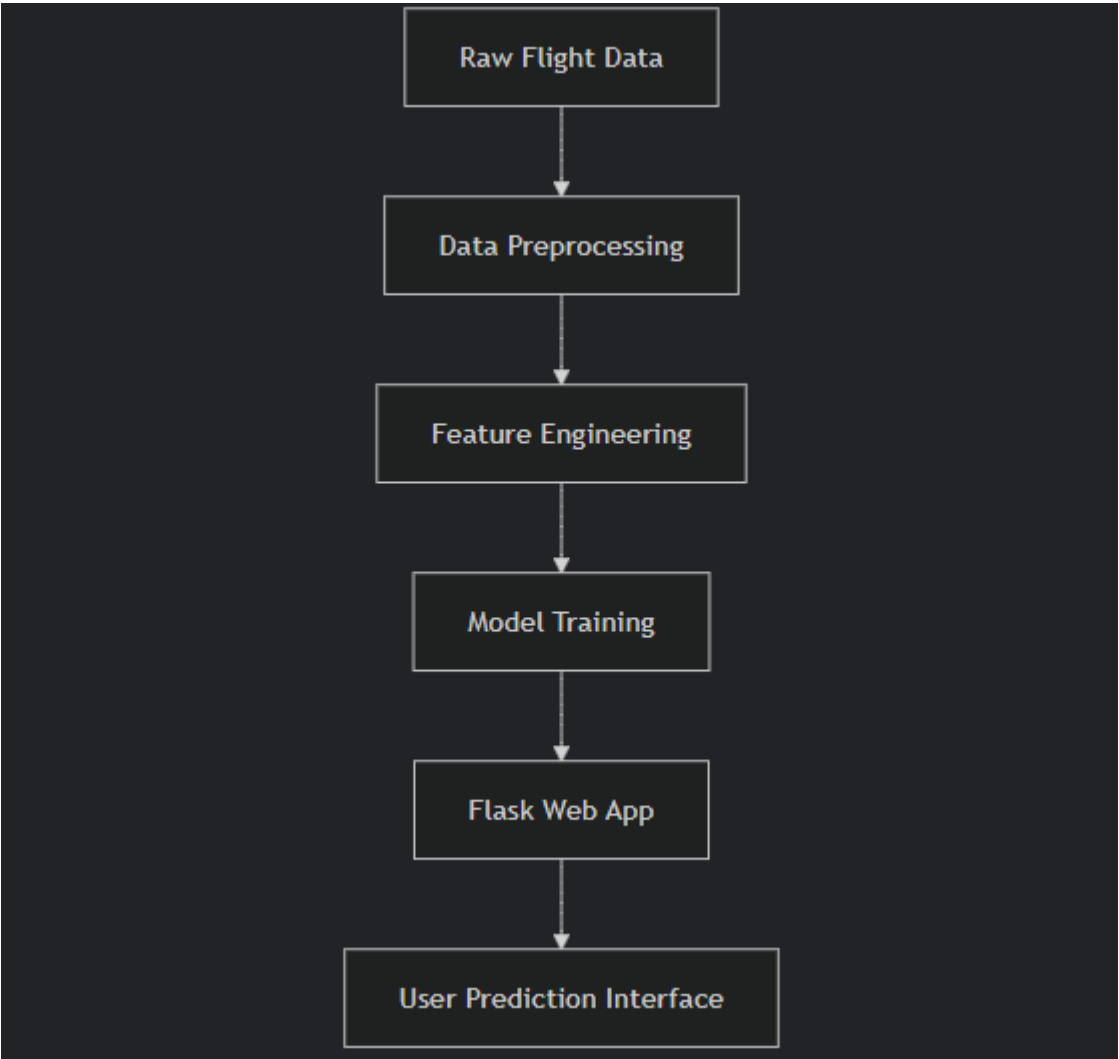 Raw Flight Data
Data Preprocessing
Feature Engineering
Model Training
Flask Web App
User Prediction Interface